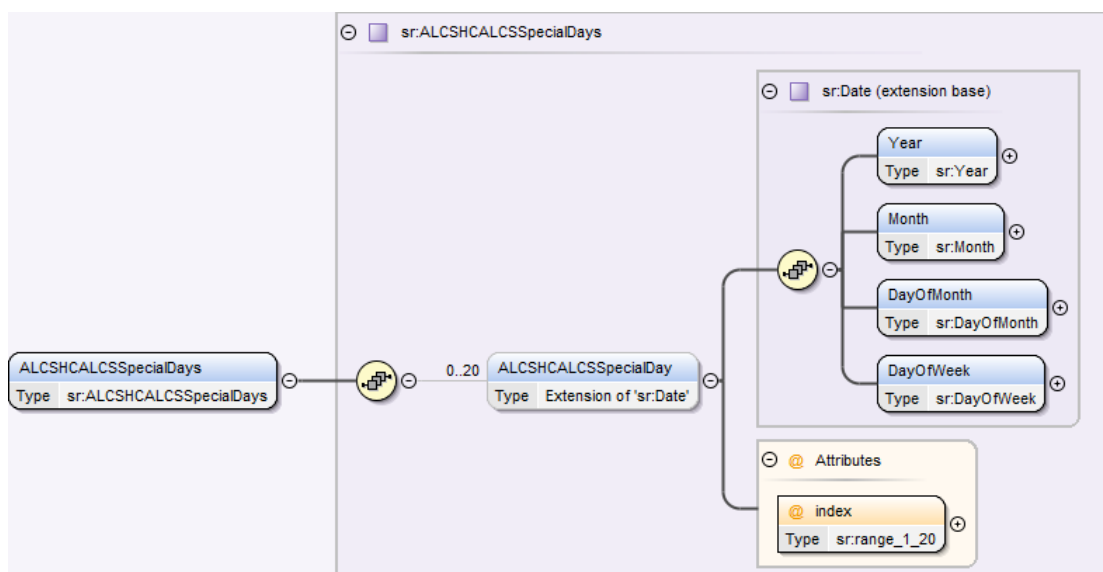 sr:ALCSHCALCSSpecialDays
sr:Date (extension base)
Year
Type sr:Year
Month
Type sr:Month
DayOfMonth
Type sr:DayOfMonth
ALCSHCALCSSpecialDays
Type sr:ALCSHCALCSSpecialDays
0..20
ALCSHCALCSSpecialDay
Type Extension of 'sr:Date'
DayOfWeek
Type sr:DayOfWeek
@ Attributes
@ index
Type sr:range_1_20